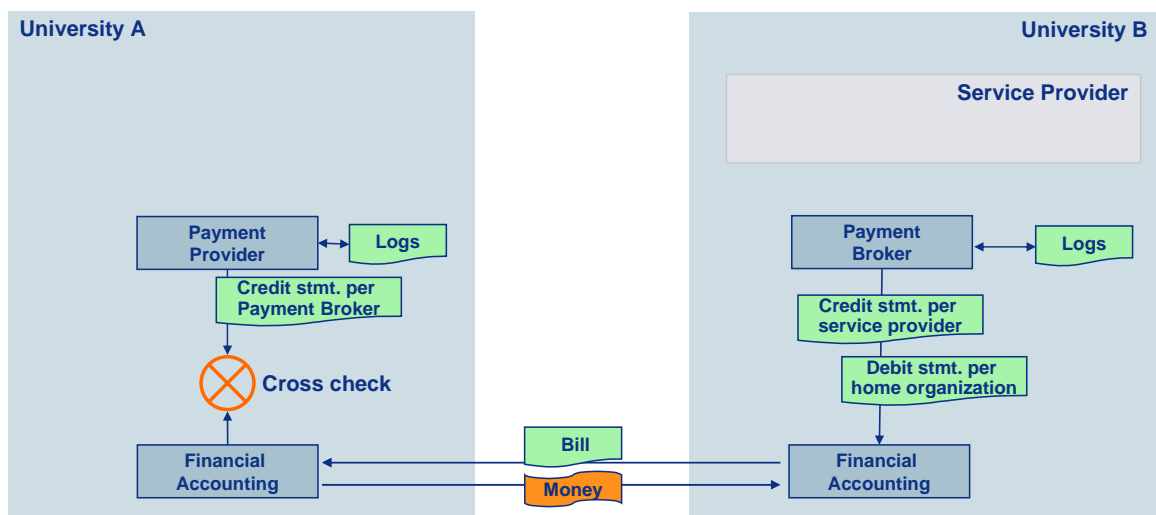 University A
University B
Service Provider
Payment
Provider
Logs
Credit stmt. per
Payment Broker
Cross check
Financial
Accounting
Payment
Broker
Logs
Credit stmt. per
service provider
Debit stmt. per
home organization
Bill
Money
Financial
Accounting